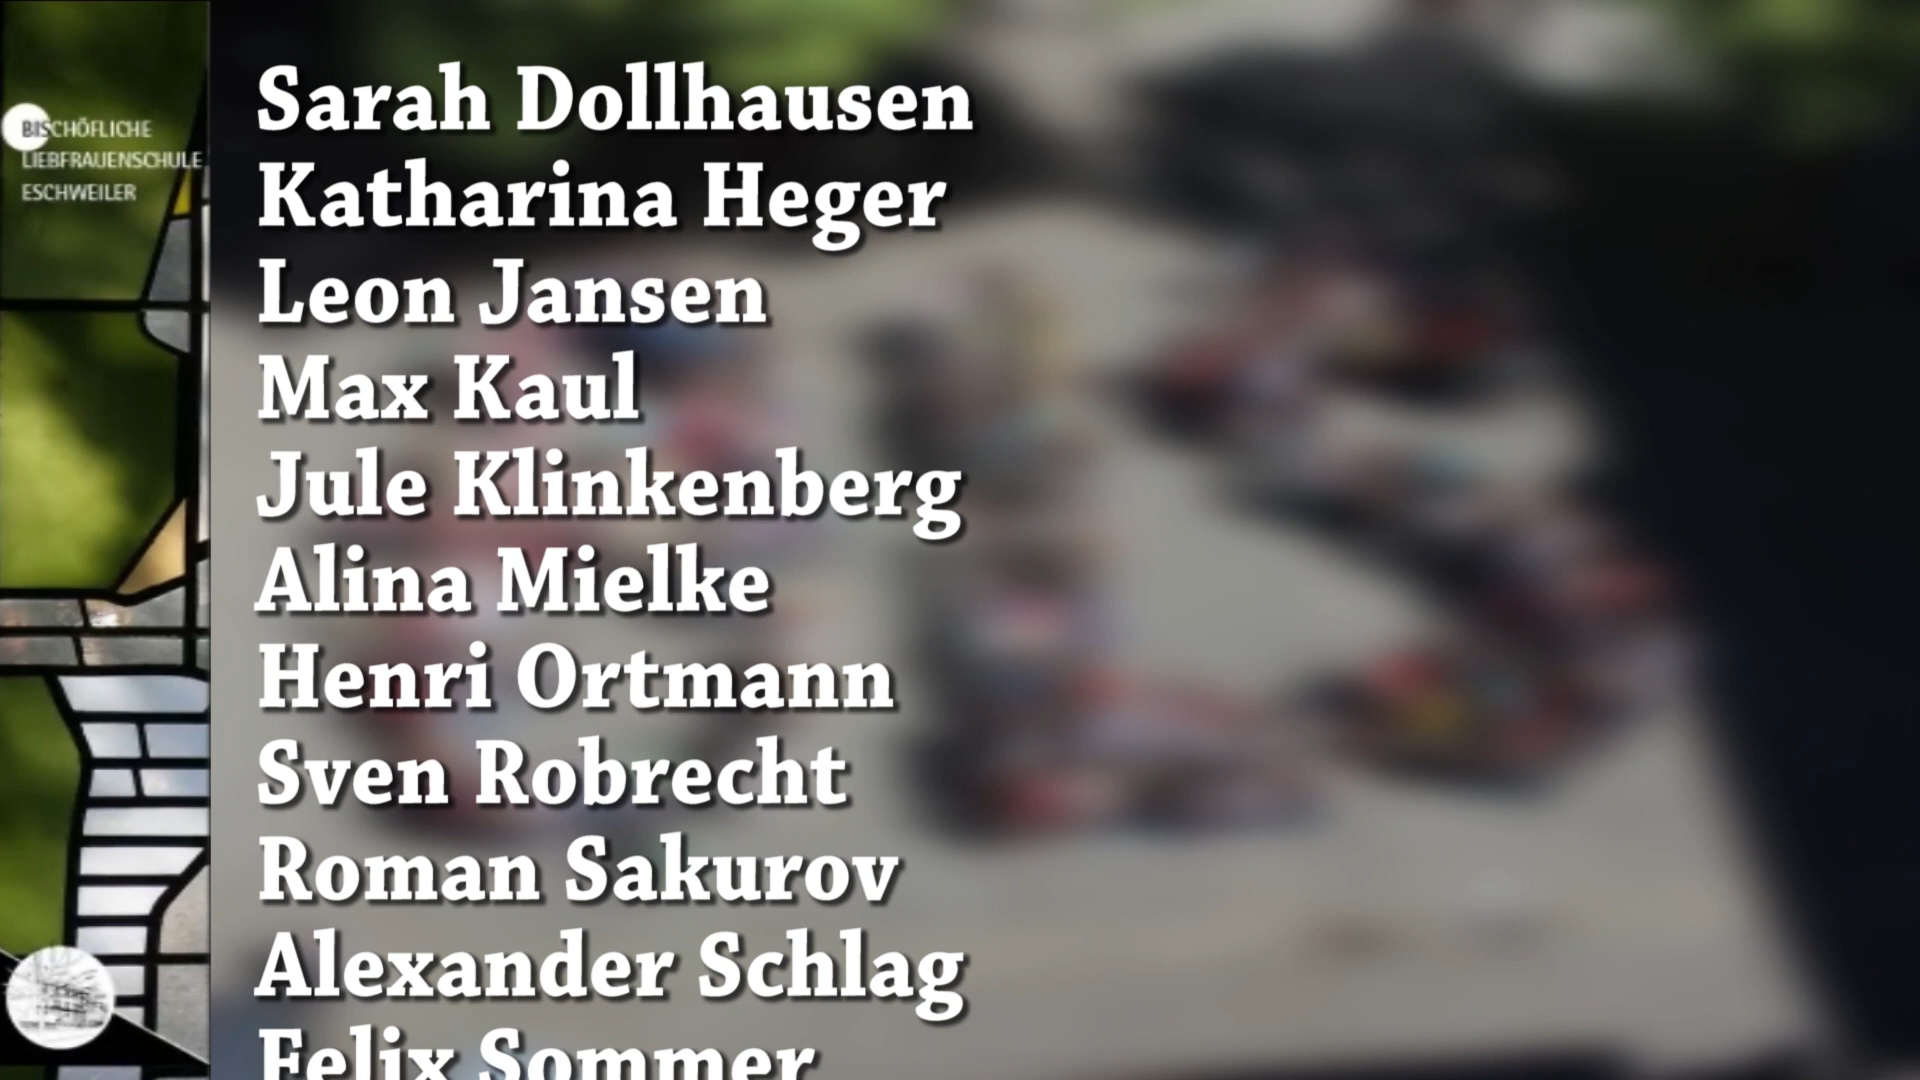 BISCHÖFLICHE
LIEBFRAUENSCHULE
ESCHWEILER
Sarah Dollhausen
Katharina Heger
Leon Jansen
Max Kaul
Jule Klinkenberg
Alina Mielke
Henri Ortmann
Sven Robrecht
Roman Sakurov
Alexander Schlag
Felix Sommer